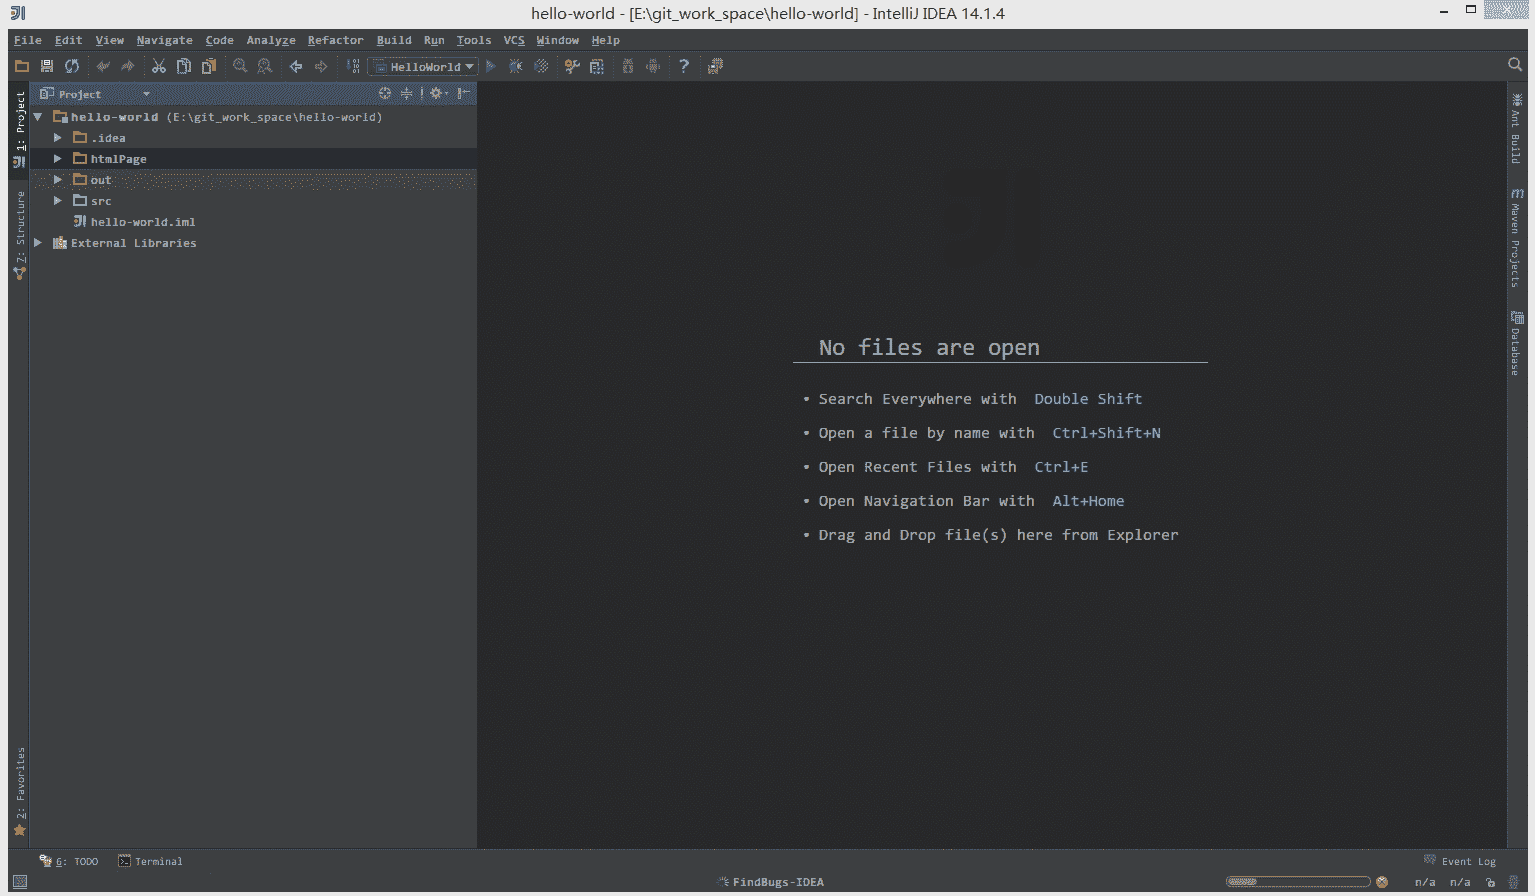 hello-world - [E:\git_work_space\hello-world] - IntelliJ IDEA 14.1.4
File Edit View Navigate Code Analyze Refactor Build Run Tools VCS Window Help
HelloWorld
Project
hello-world (E:\git_work_space\hello-world)
.idea
htmlPage
out
src
hello-world.iml
External Libraries
1: Project
7: Structure
2: Favorites
No files are open
• Search Everywhere with Double Shift
• Open a file by name with Ctrl+Shift+N
• Open Recent Files with Ctrl+E
• Open Navigation Bar with Alt+Home
• Drag and Drop file(s) here from Explorer
Ant Build
Maven Projects
Database
6: TODO Terminal
Event Log
FindBugs-IDEA
n/a n/a